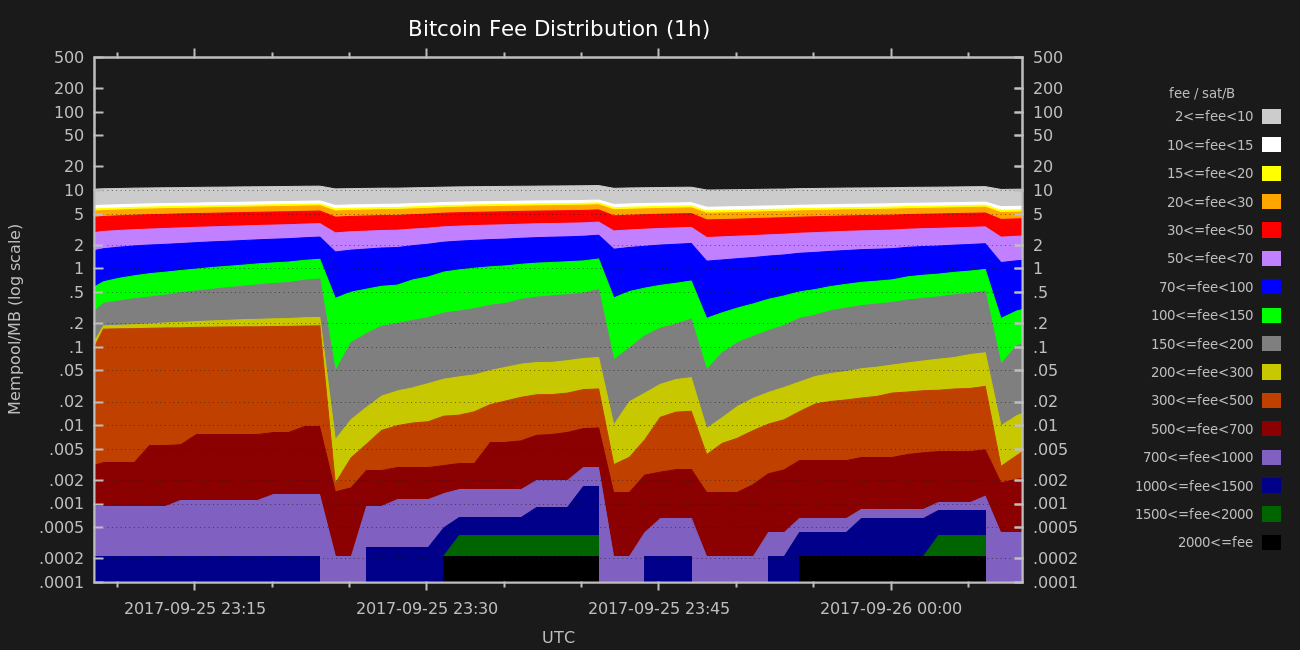 Bitcoin Fee Distribution (1h)
Mempool/MB (log scale)
500
200
100
50
20
10
5
2
1
.5
.2
.1
.05
.02
.01
.005
.002
.001
.0005
.0002
.0001
500
200
100
50
20
10
5
2
1
.5
.2
.1
.05
.02
.01
.005
.002
.001
.0005
.0002
.0001
fee / sat/B
2<=fee<10
10<=fee<15
15<=fee<20
20<=fee<30
30<=fee<50
50<=fee<70
70<=fee<100
100<=fee<150
150<=fee<200
200<=fee<300
300<=fee<500
500<=fee<700
700<=fee<1000
1000<=fee<1500
1500<=fee<2000
2000<=fee
2017-09-25 23:15 2017-09-25 23:30 2017-09-25 23:45 2017-09-26 00:00
UTC